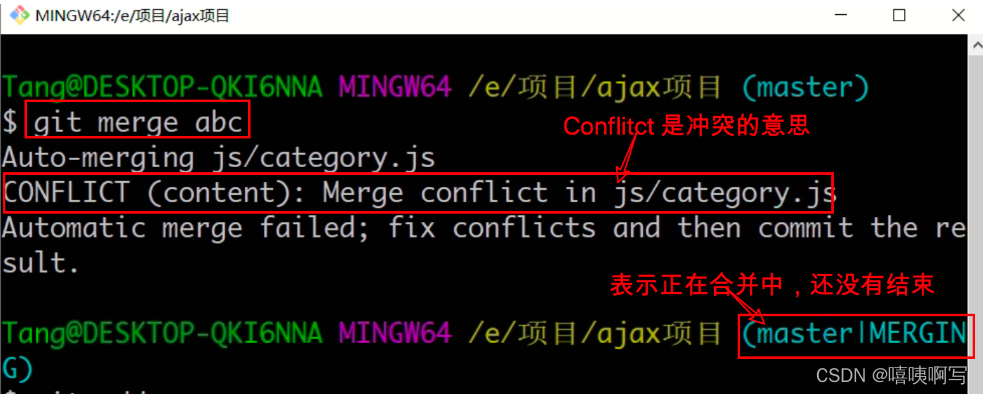 MINGW64:/e/项目/ajax项目
Tang@DESKTOP-QKI6NNA MINGW64 /e/项目/ajax项目 (master)
$ git merge abc
Conflitct 是冲突的意思
Auto-merging js/category.js
CONFLICT (content): Merge conflict in js/category.js
Automatic merge failed; fix conflicts and then commit the re
sult.
表示正在合并中，还没有结束
Tang@DESKTOP-QKI6NNA MINGW64 /e/项目/ajax项目 (master|MERGIN
G)
CSDN @嘻咦啊写